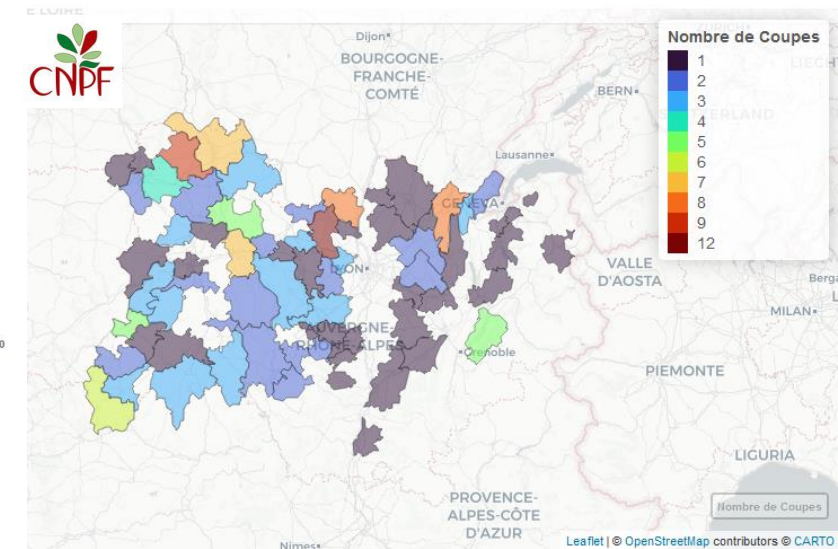 CNPF
Dijon
BOURGOGNE-
FRANCHE-
COMTÉ
BERN
Lausanne
GENEVA
LYON
AUVERGNE-
RHÔNE-ALPES
Grenoble
VALLE
D'AOSTA
MILAN
PIEMONTE
LIGURIA
PROVENCE-
ALPES-CÔTE
D'AZUR
Nimes
Nombre de Coupes
1
2
3
4
5
6
7
8
9
12
Nombre de Coupes
Leaflet | © OpenStreetMap contributors © CARTO